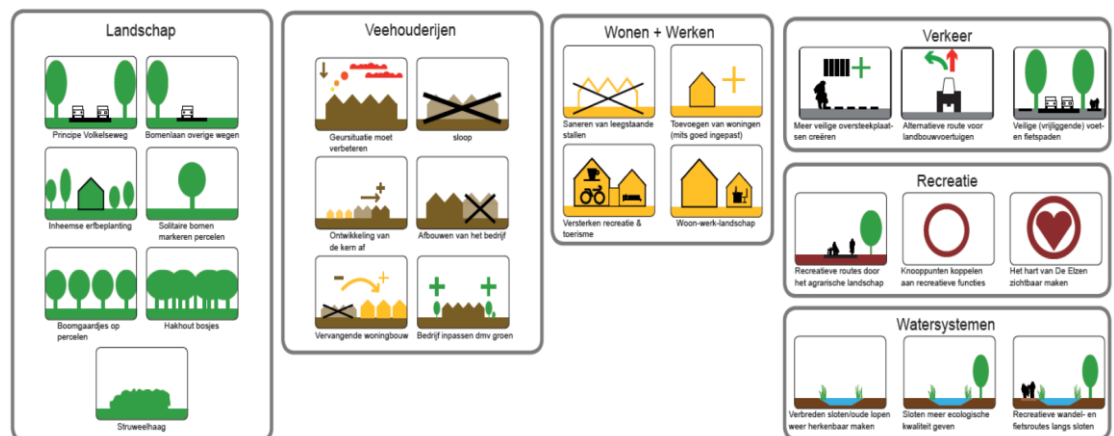 Landschap
Principe Volkelseweg
Bomenlaan overige wegen
Inheemse erfbeplanting
Solitaire bomen
markeren percelen
Boomgaardjes op
percelen
Hakhout bosjes
Struweelhaag
Veehouderijen
Geursituatie moet
verbeteren
sloop
Ontwikkeling van
de kern af
Afbouwen van het bedrijf
Vervangende woningbouw
Bedrijf inpassen dmv groen
Wonen + Werken
Saneren van leegstaande
stallen
Toevoegen van woningen
(mits goed ingepast)
Versterken recreatie &
toerisme
Woon-werk-landschap
Verkeer
Meer veilige oversteekplaat-
sen creëren
Alternatieve route voor
landbouwvoertuigen
Veilige (vrijliggende) voet-
en fietspaden
Recreatie
Recreatieve routes door
het agrarische landschap
Knooppunten koppelen
aan recreatieve functies
Het hart van De Elzen
zichtbaar maken
Watersystemen
Verbreden sloten/oude lopen
weer herkenbaar maken
Sloten meer ecologische
kwaliteit geven
Recreatieve wandel- en
fietsroutes langs sloten